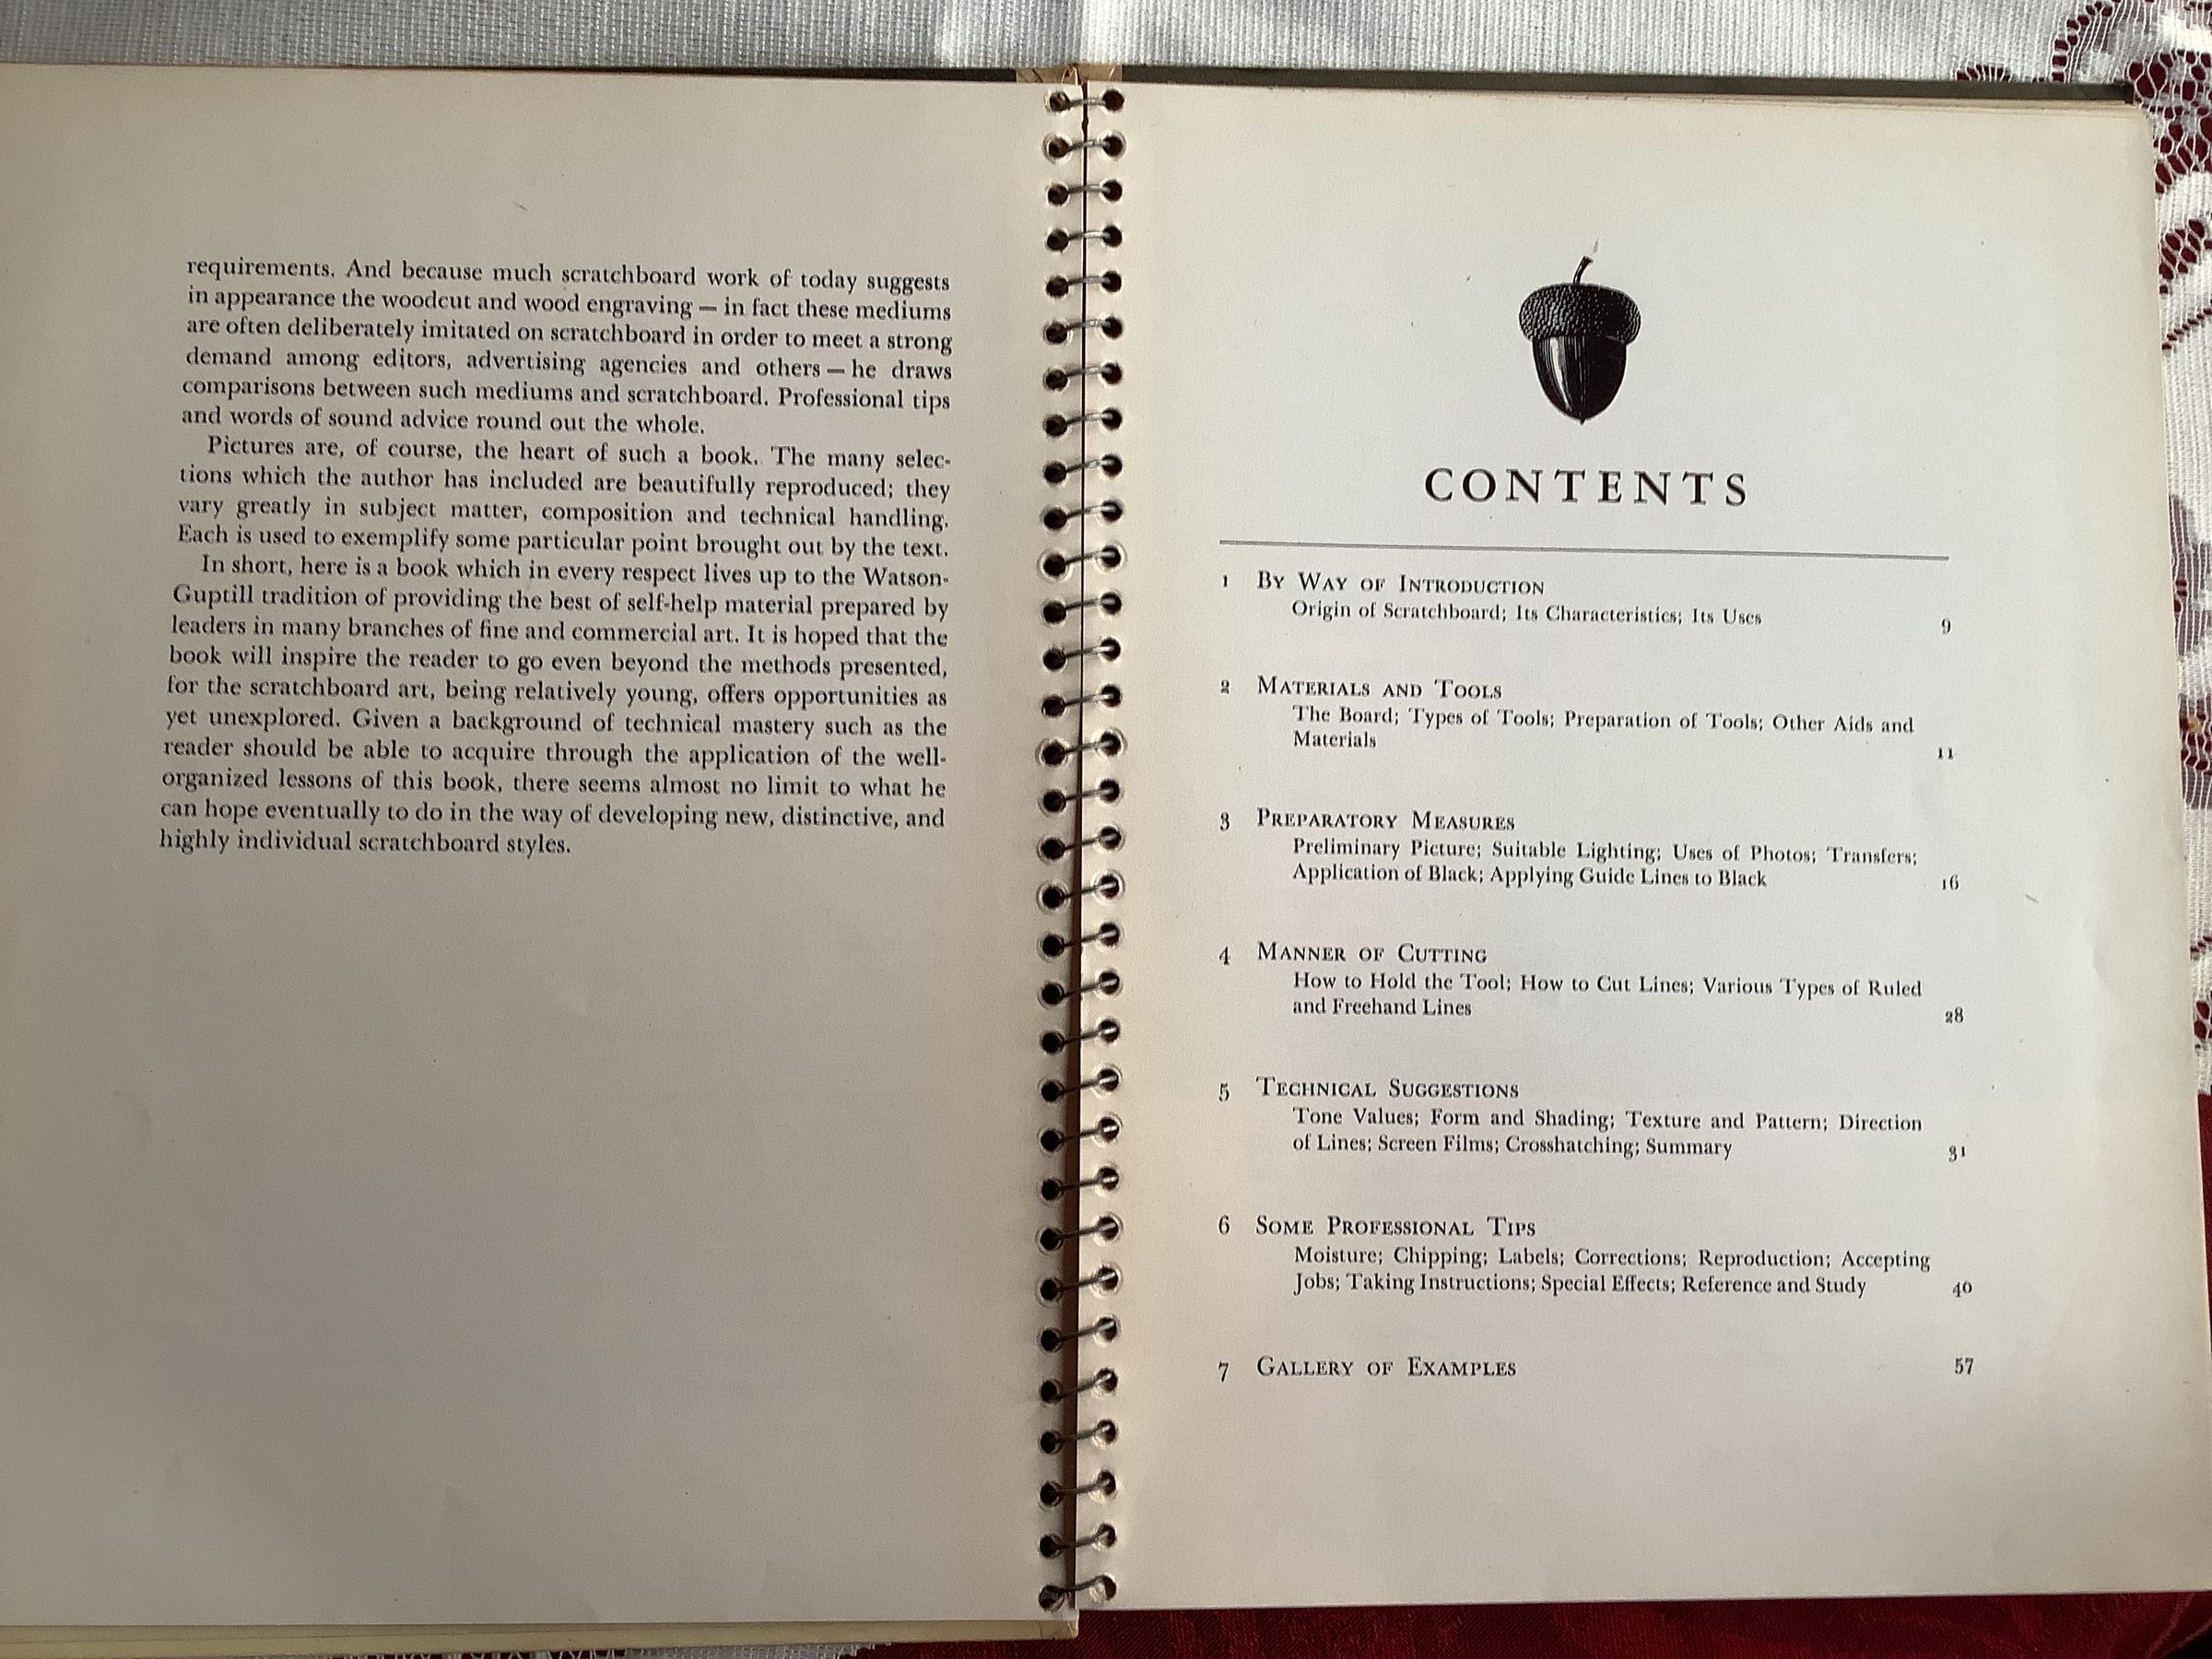 requirements. And because much scratchboard work of today suggests
in appearance the woodcut and wood engraving — in fact these mediums
are often deliberately imitated on scratchboard in order to meet a strong
demand among editors, advertising agencies and others — he draws
comparisons between such mediums and scratchboard. Professional tips
and words of sound advice round out the whole.
Pictures are, of course, the heart of such a book. The many selec-
tions which the author has included are beautifully reproduced; they
vary greatly in subject matter, composition and technical handling.
Each is used to exemplify some particular point brought out by the text.
In short, here is a book which in every respect lives up to the Watson-
Guptill tradition of providing the best of self-help material prepared by
leaders in many branches of fine and commercial art. It is hoped that the
book will inspire the reader to go even beyond the methods presented,
for the scratchboard art, being relatively young, offers opportunities as
yet unexplored. Given a background of technical mastery such as the
reader should be able to acquire through the application of the well-
organized lessons of this book, there seems almost no limit to what he
can hope eventually to do in the way of developing new, distinctive, and
highly individual scratchboard styles.
CONTENTS
1 By Way of Introduction
Origin of Scratchboard; Its Characteristics; Its Uses 9
2 Materials and Tools
The Board; Types of Tools; Preparation of Tools; Other Aids and
Materials 11
3 Preparatory Measures
Preliminary Picture; Suitable Lighting; Uses of Photos; Transfers;
Application of Black; Applying Guide Lines to Black 16
4 Manner of Cutting
How to Hold the Tool; How to Cut Lines; Various Types of Ruled
and Freehand Lines 28
5 Technical Suggestions
Tone Values; Form and Shading; Texture and Pattern; Direction
of Lines; Screen Films; Crosshatching; Summary 31
6 Some Professional Tips
Moisture; Chipping; Labels; Corrections; Reproduction; Accepting
Jobs; Taking Instructions; Special Effects; Reference and Study 40
7 Gallery of Examples 57